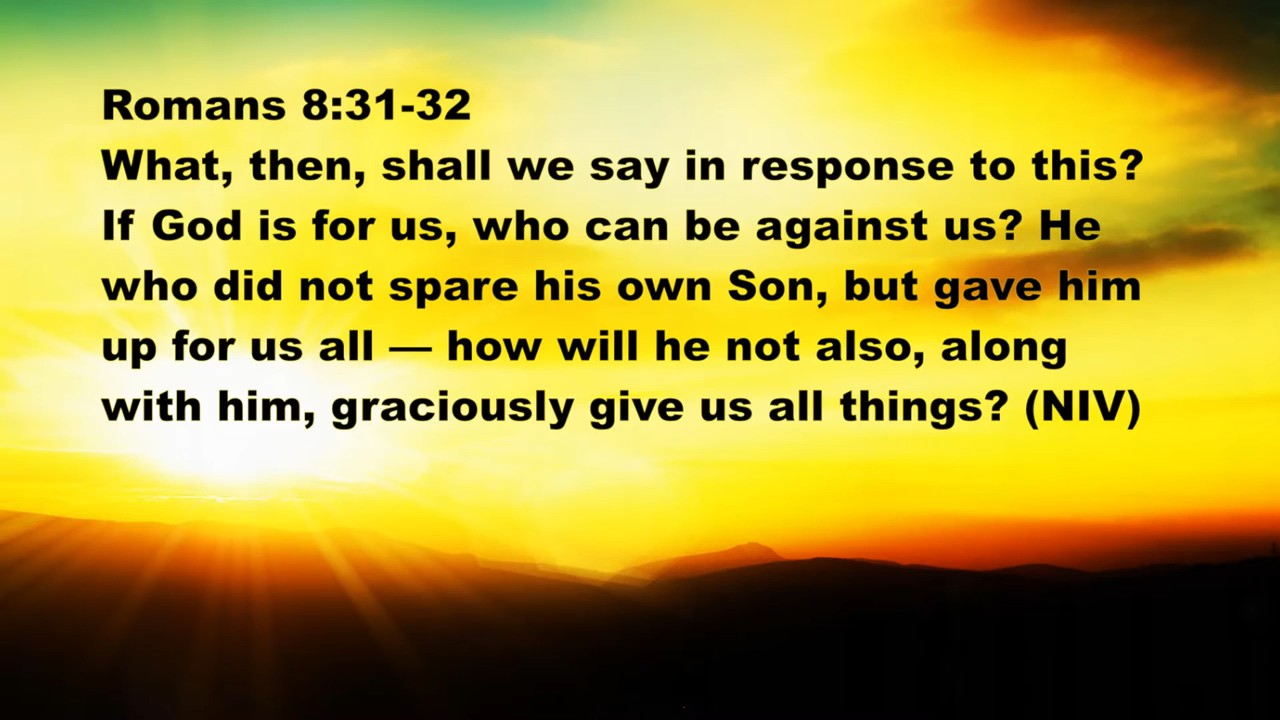 Romans 8:31-32
What, then, shall we say in response to this?
If God is for us, who can be against us? He
who did not spare his own Son, but gave him
up for us all — how will he not also, along
with him, graciously give us all things? (NIV)